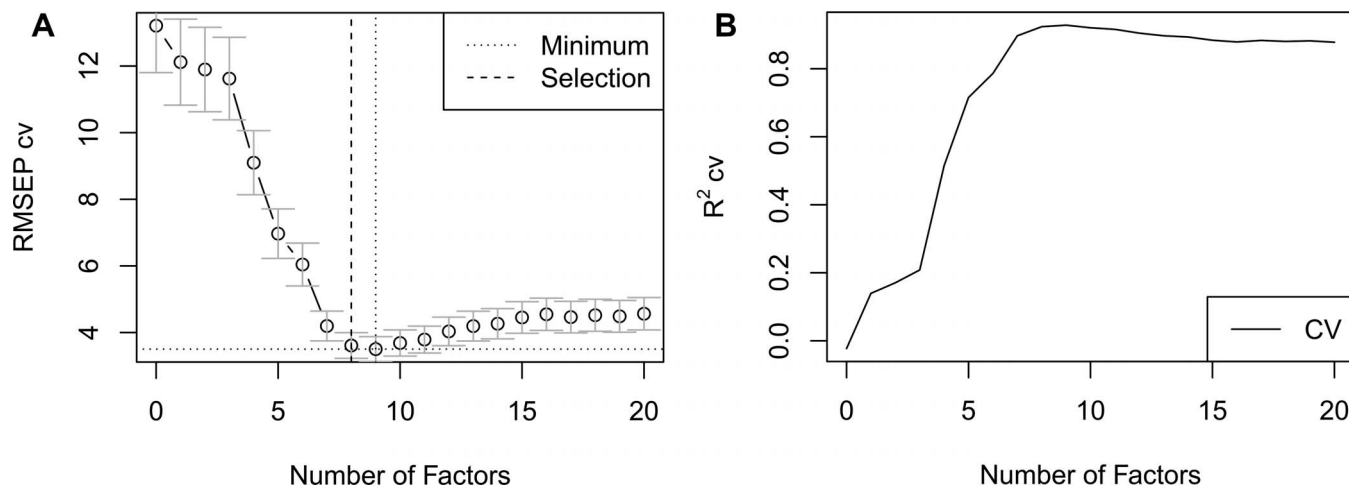 A
RMSEP cv
12
10
8
6
4
Minimum
Selection
0 5 10 15 20
Number of Factors
B
R² cv
0.8
0.6
0.4
0.2
0.0
CV
0 5 10 15 20
Number of Factors